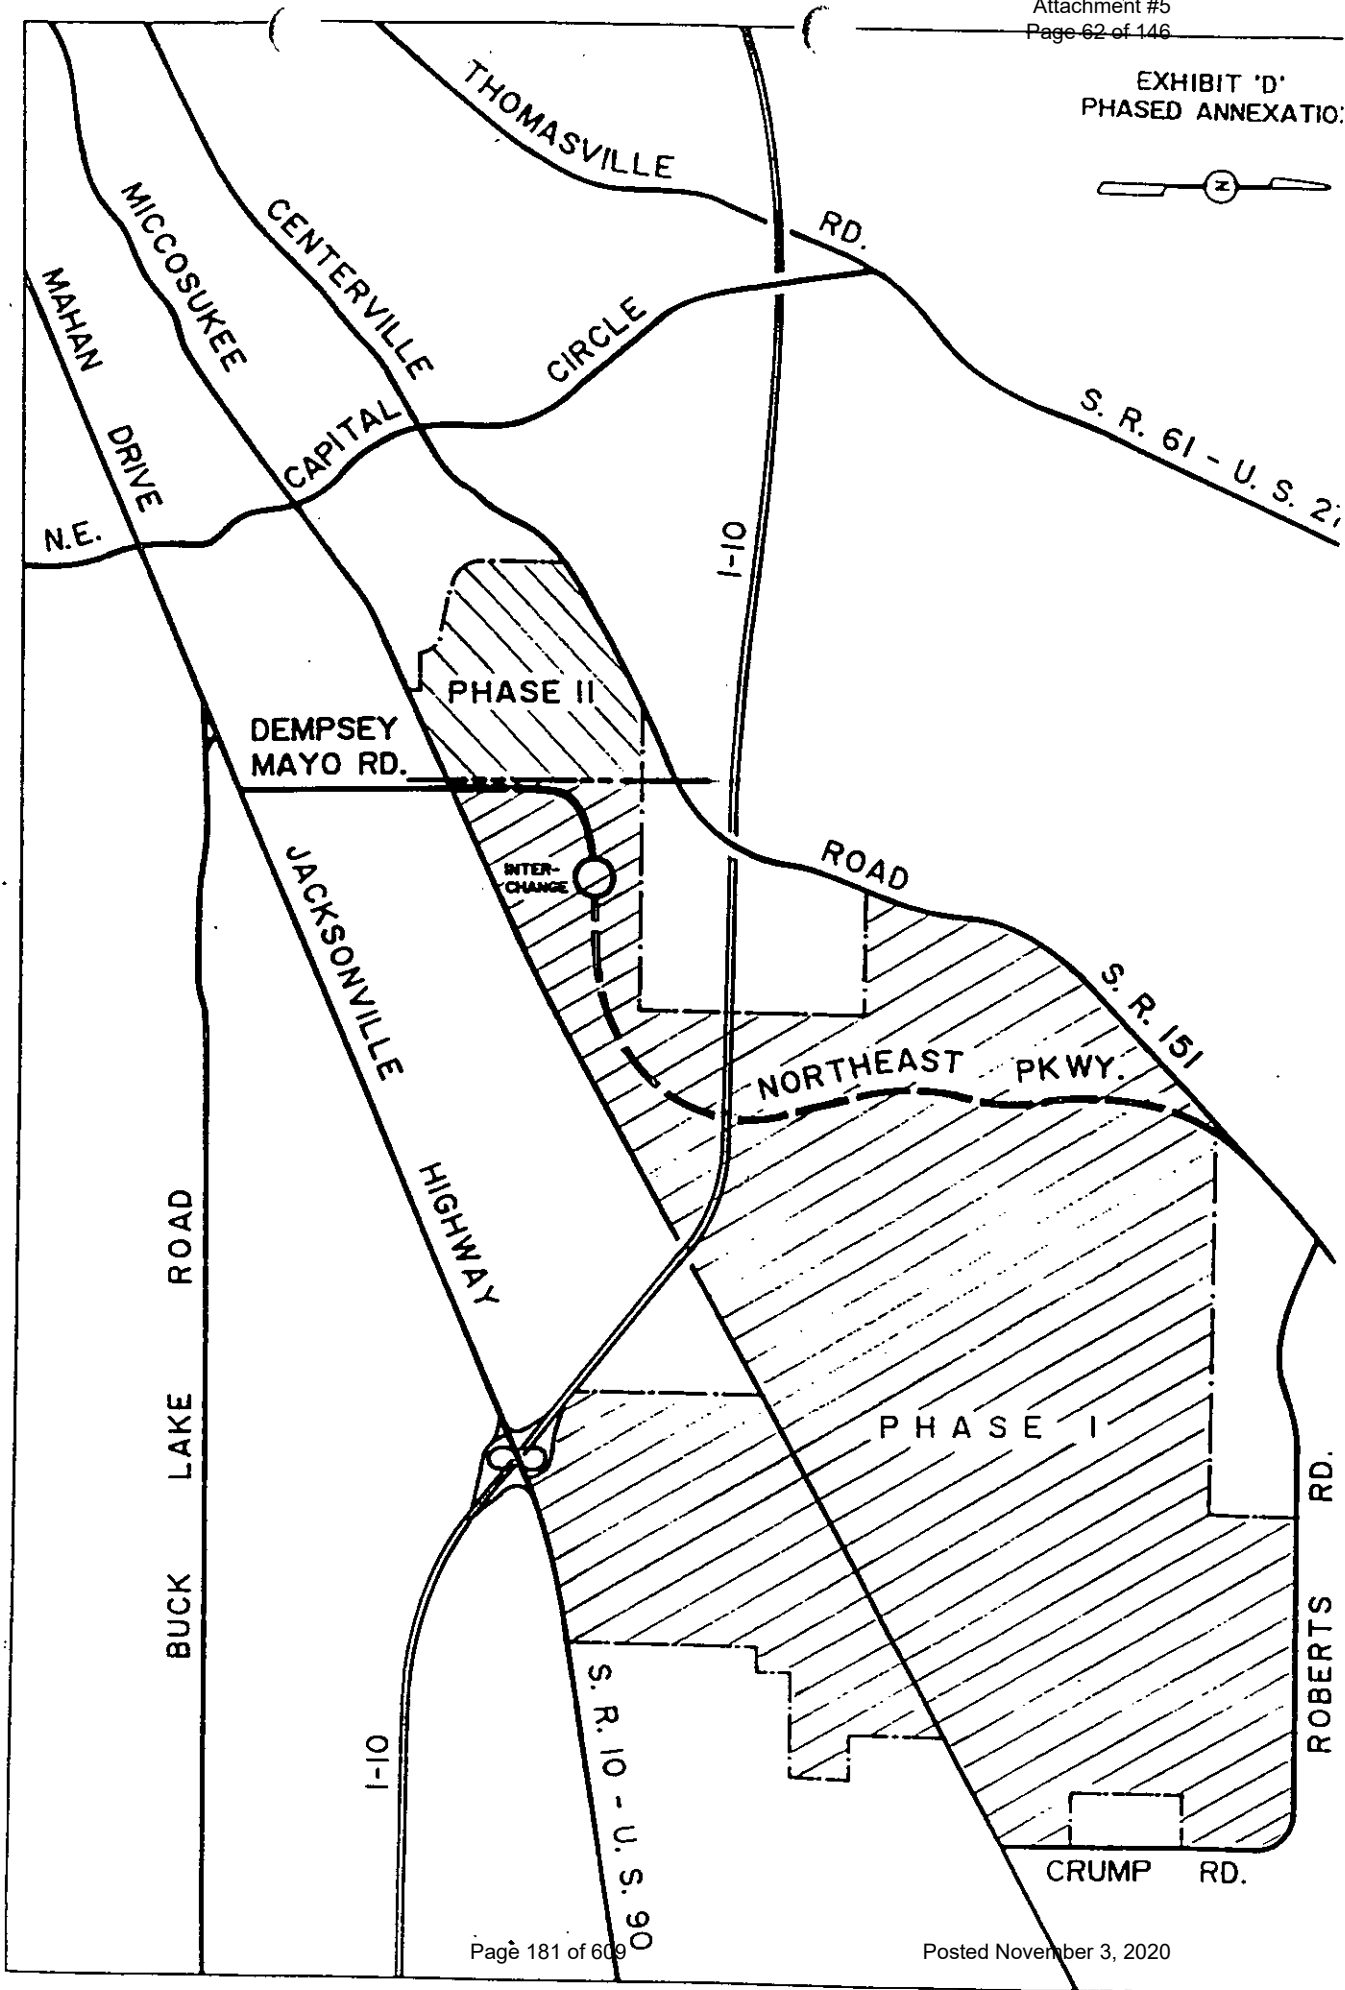 Attachment #5
Page 62 of 146
EXHIBIT 'D'
PHASED ANNEXATIO
N
THOMASVILLE
RD.
MICCOSUKEE
CENTERVILLE
MAHAN
DRIVE
CIRCLE
CAPITAL
N.E.
S. R. 61 - U. S. 27
I-10
PHASE II
DEMPSEY
MAYO RD.
INTER-
CHANGE
ROAD
JACKSONVILLE
HIGHWAY
S. R. 151
NORTHEAST PKWY.
BUCK LAKE ROAD
PHASE I
ROBERTS RD.
I-10
S. R. 10 - U. S. 90
CRUMP RD.
Page 181 of 609
Posted November 3, 2020